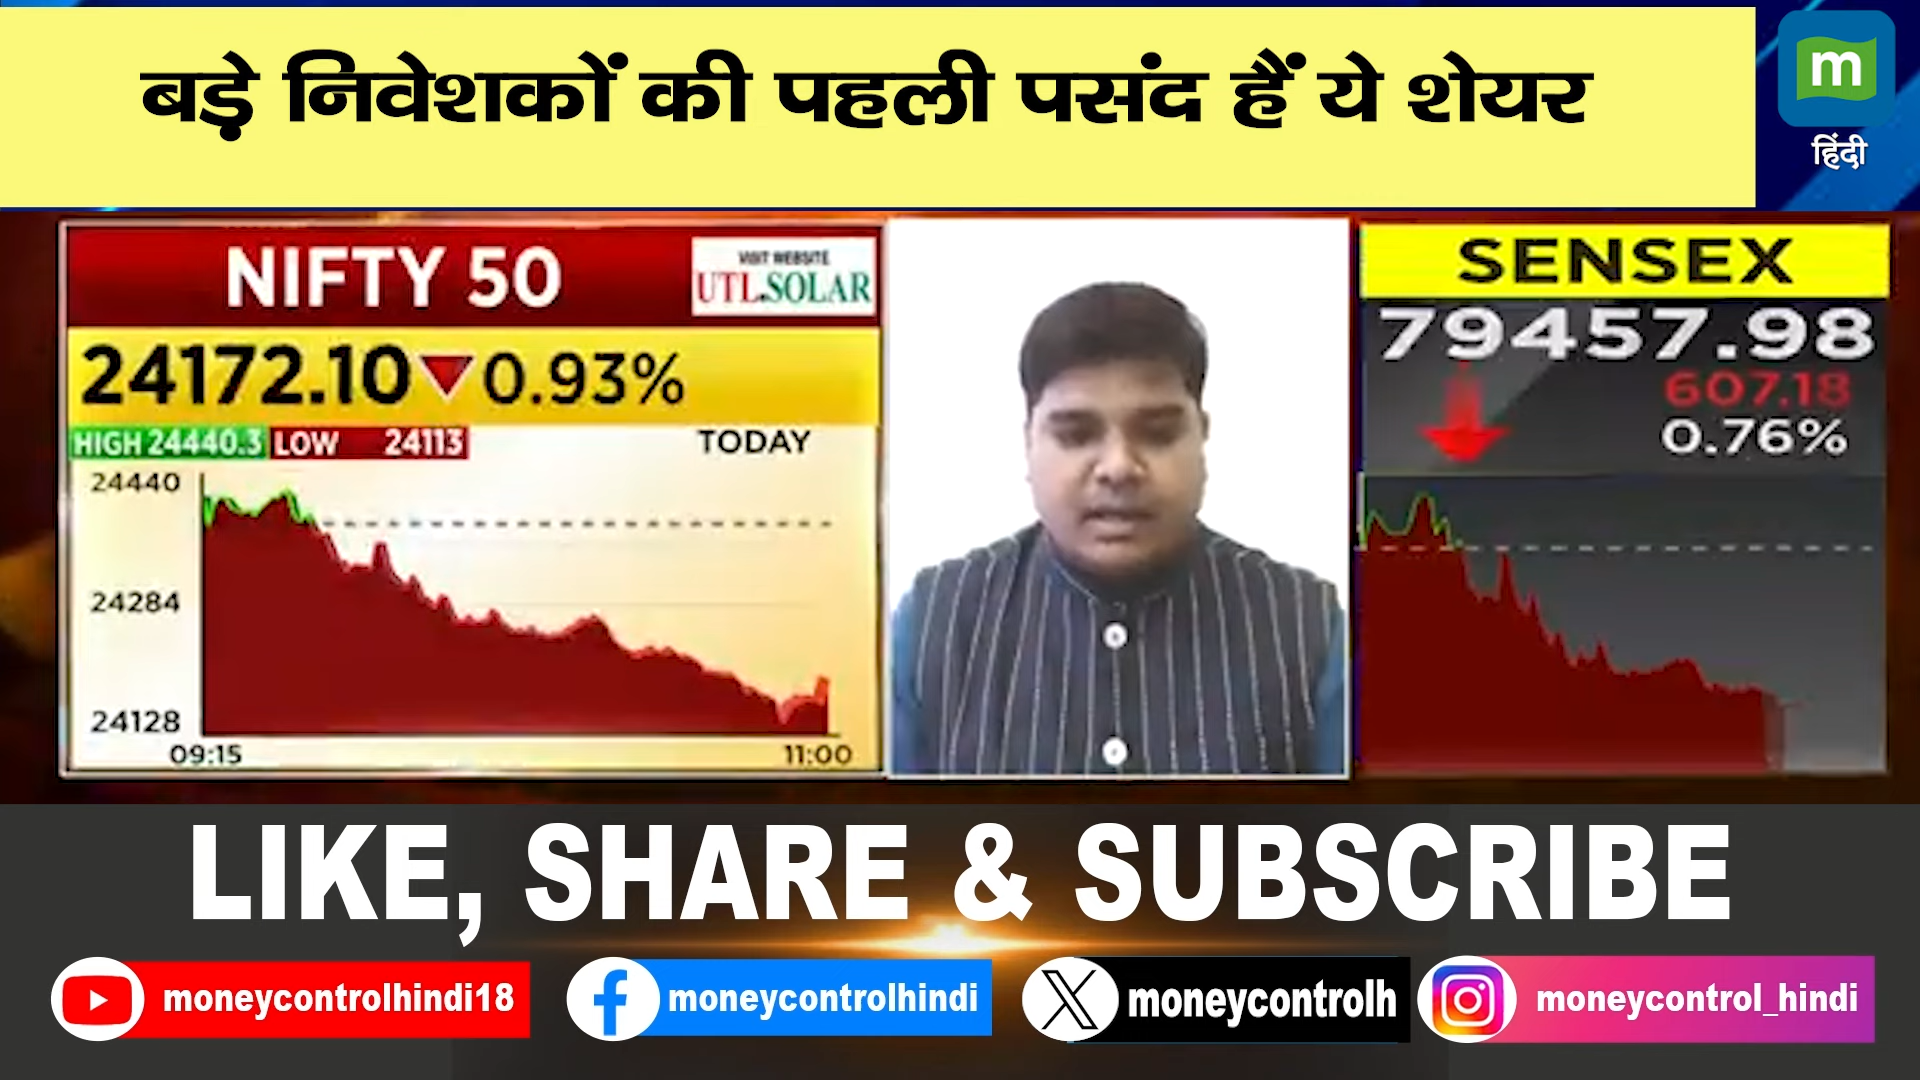 बड़े निवेशकों की पहली पसंद हैं ये शेयर
m
हिंदी
NIFTY 50
VISIT WEBSITE
UTL SOLAR
24172.10 ▼ 0.93%
HIGH 24440.3 LOW 24113
TODAY
24440
24284
24128
09:15
11:00
SENSEX
79457.98
607.18
0.76%
LIKE, SHARE & SUBSCRIBE
moneycontrolhindi18
moneycontrolhindi
moneycontrolh
moneycontrol_hindi